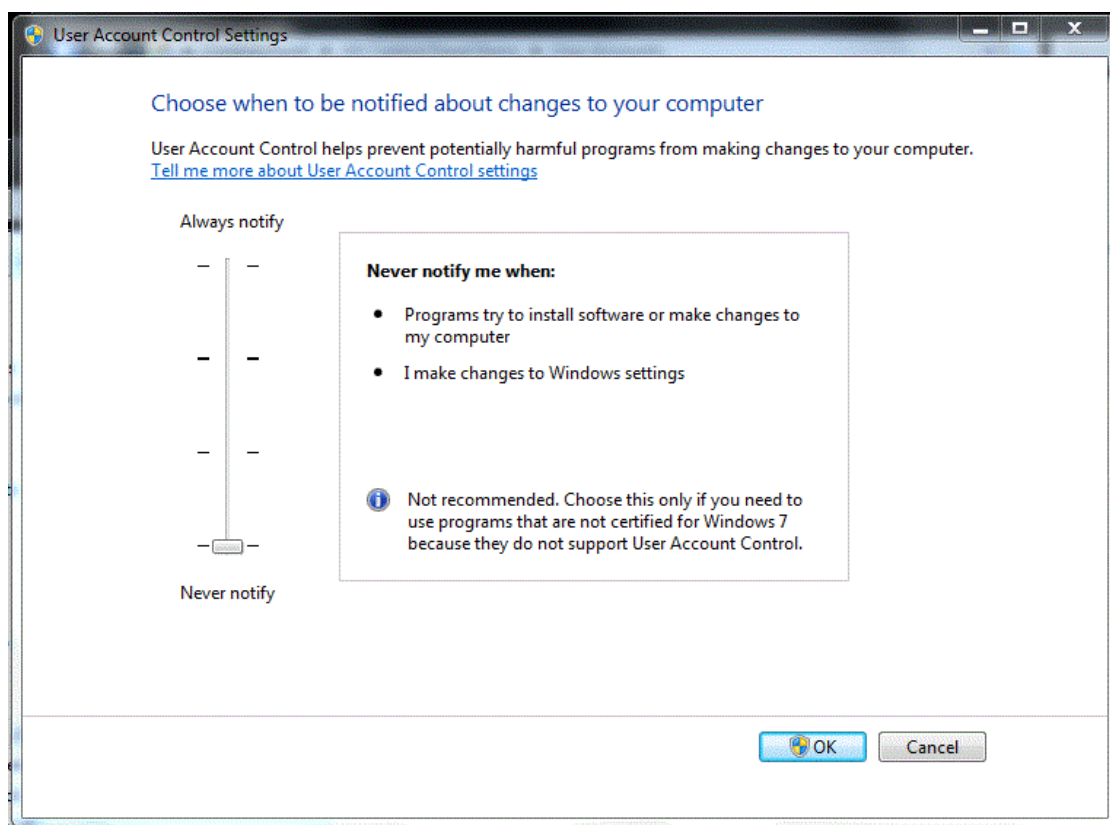 User Account Control Settings
Choose when to be notified about changes to your computer
User Account Control helps prevent potentially harmful programs from making changes to your computer.
Tell me more about User Account Control settings
Always notify
Never notify me when:
Programs try to install software or make changes to
my computer
I make changes to Windows settings
Not recommended. Choose this only if you need to
use programs that are not certified for Windows 7
because they do not support User Account Control.
Never notify
OK
Cancel